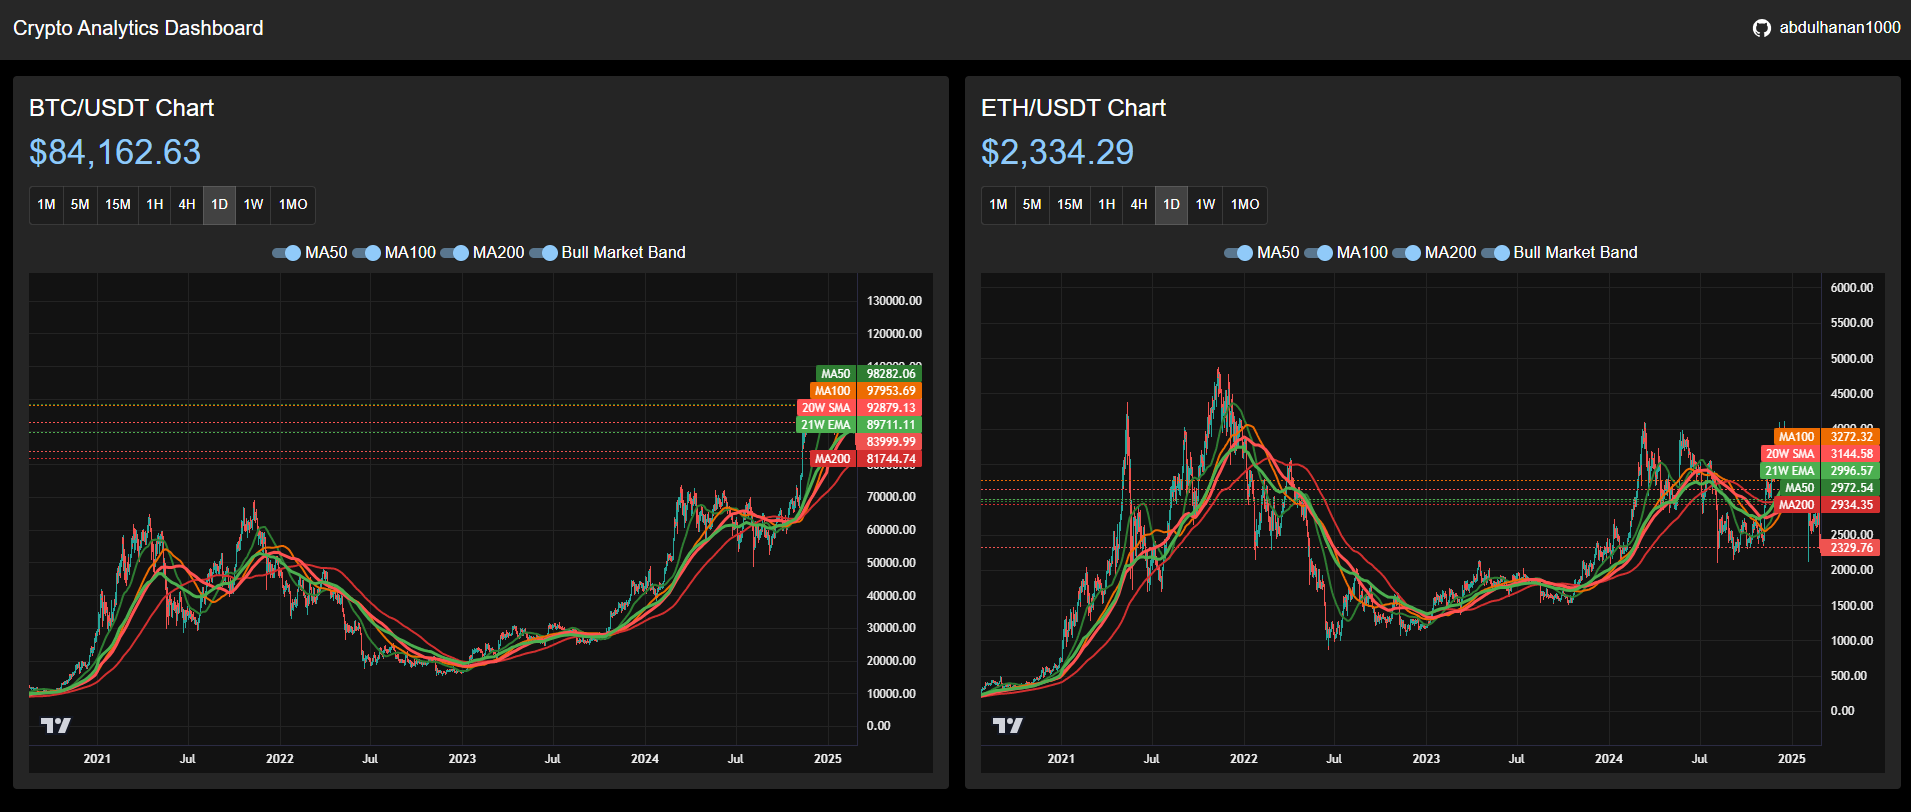 Crypto Analytics Dashboard
abdulhanan1000
BTC/USDT Chart
$84,162.63
1M 5M 15M 1H 4H 1D 1W 1MO
MA50 MA100 MA200 Bull Market Band
130000.00
120000.00
MA50 98282.06
MA100 97953.69
20W SMA 92879.13
21W EMA 89711.11
83999.99
MA200 81744.74
70000.00
60000.00
50000.00
40000.00
30000.00
20000.00
10000.00
0.00
2021 Jul 2022 Jul 2023 Jul 2024 Jul 2025
ETH/USDT Chart
$2,334.29
1M 5M 15M 1H 4H 1D 1W 1MO
MA50 MA100 MA200 Bull Market Band
6000.00
5500.00
5000.00
4500.00
4000.00
MA100 3272.32
20W SMA 3144.58
21W EMA 2996.57
MA50 2972.54
MA200 2934.35
2500.00
2329.76
2000.00
1500.00
1000.00
500.00
0.00
2021 Jul 2022 Jul 2023 Jul 2024 Jul 2025